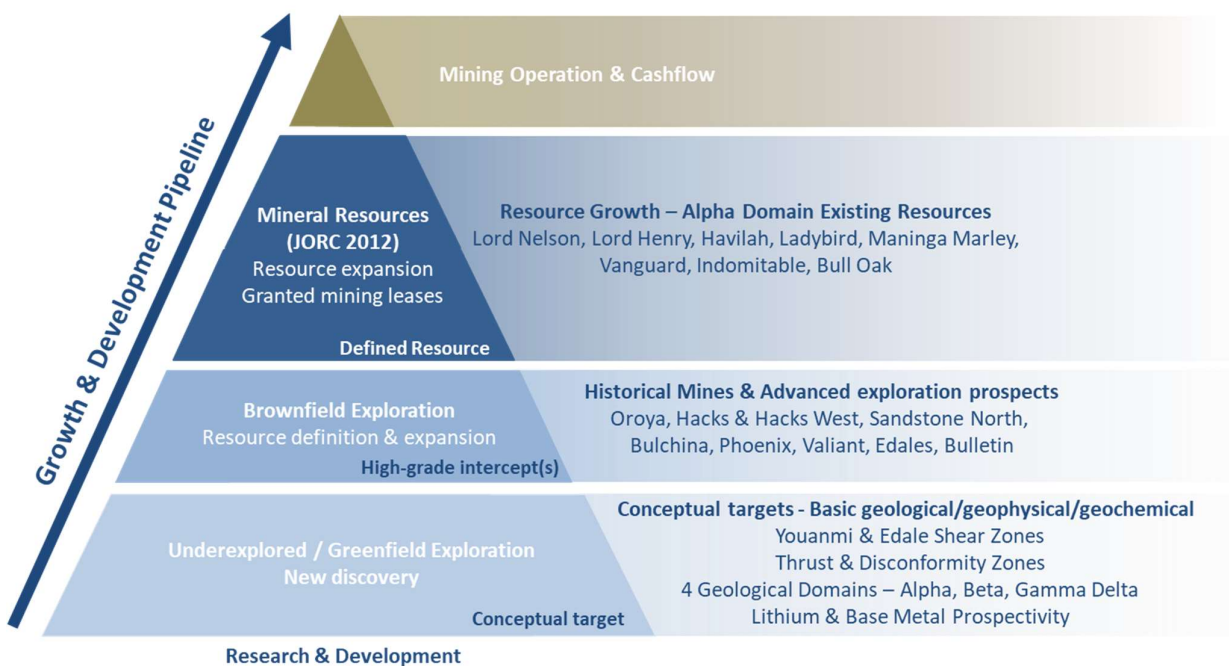 Growth & Development Pipeline
Mining Operation & Cashflow
Mineral Resources
(JORC 2012)
Resource expansion
Granted mining leases
Defined Resource
Resource Growth – Alpha Domain Existing Resources
Lord Nelson, Lord Henry, Havilah, Ladybird, Maninga Marley,
Vanguard, Indomitable, Bull Oak
Brownfield Exploration
Resource definition & expansion
High-grade intercept(s)
Historical Mines & Advanced exploration prospects
Oroya, Hacks & Hacks West, Sandstone North,
Bulchina, Phoenix, Valiant, Edales, Bulletin
Underexplored / Greenfield Exploration
New discovery
Conceptual target
Conceptual targets - Basic geological/geophysical/geochemical
Youanmi & Edale Shear Zones
Thrust & Disconformity Zones
4 Geological Domains – Alpha, Beta, Gamma Delta
Lithium & Base Metal Prospectivity
Research & Development